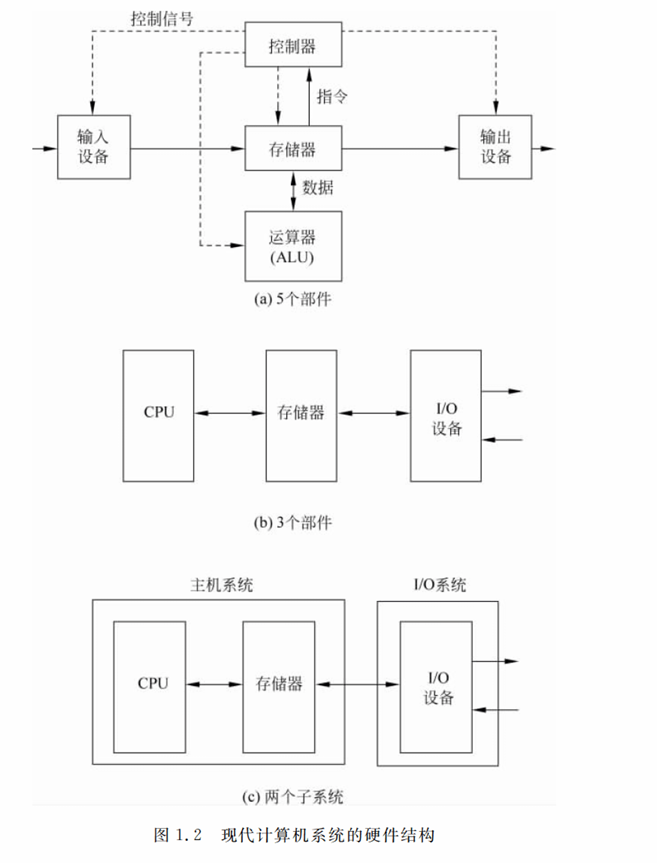 控制信号
控制器
指令
输入
设备
存储器
输出
设备
数据
运算器
(ALU)
(a) 5个部件
CPU
存储器
I/O
设备
(b) 3个部件
主机系统
I/O系统
CPU
存储器
I/O
设备
(c) 两个子系统
图 1.2 现代计算机系统的硬件结构